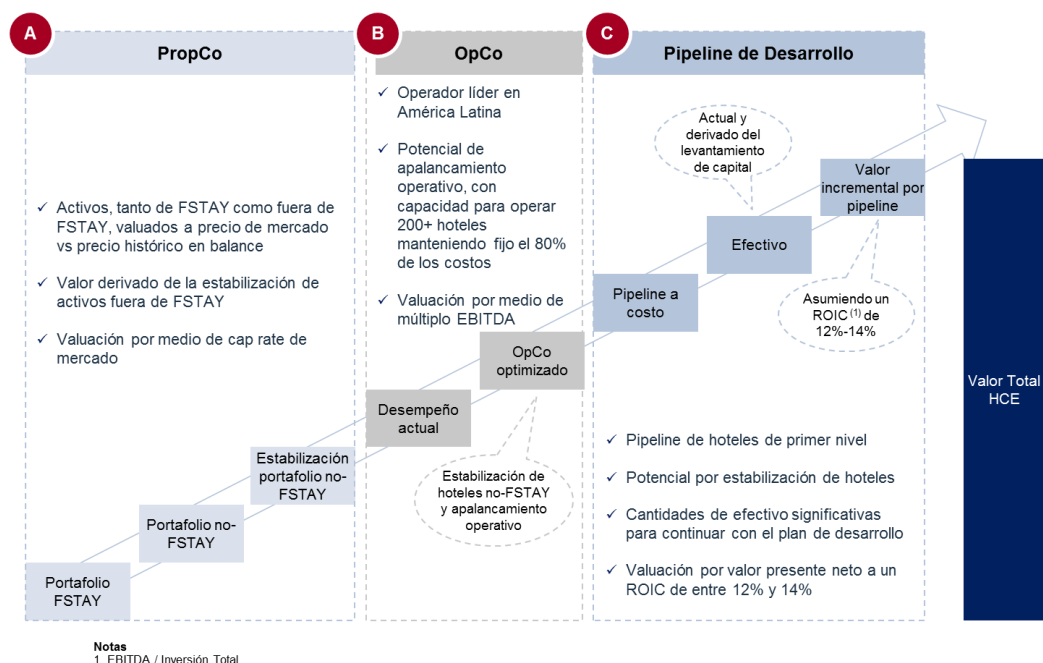 A
PropCo
✓ Activos, tanto de FSTAY como fuera de
FSTAY, valuados a precio de mercado
vs precio histórico en balance
✓ Valor derivado de la estabilización de
activos fuera de FSTAY
✓ Valuación por medio de cap rate de
mercado
Portafolio
FSTAY
Portafolio no-
FSTAY
Estabilización
portafolio no-
FSTAY
B
OpCo
✓ Operador líder en
América Latina
✓ Potencial de
apalancamiento
operativo, con
capacidad para operar
200+ hoteles
manteniendo fijo el 80%
de los costos
✓ Valuación por medio de
múltiplo EBITDA
Desempeño
actual
OpCo
optimizado
Estabilización de
hoteles no-FSTAY
y apalancamiento
operativo
C
Pipeline de Desarrollo
Pipeline a
costo
Actual y
derivado del
levantamiento
de capital
Efectivo
Valor
incremental por
pipeline
Asumiendo un
ROIC (1) de
12%-14%
✓ Pipeline de hoteles de primer nivel
✓ Potencial por estabilización de hoteles
✓ Cantidades de efectivo significativas
para continuar con el plan de desarrollo
✓ Valuación por valor presente neto a un
ROIC de entre 12% y 14%
Valor Total
HCE
Notas
1. EBITDA / Inversión Total